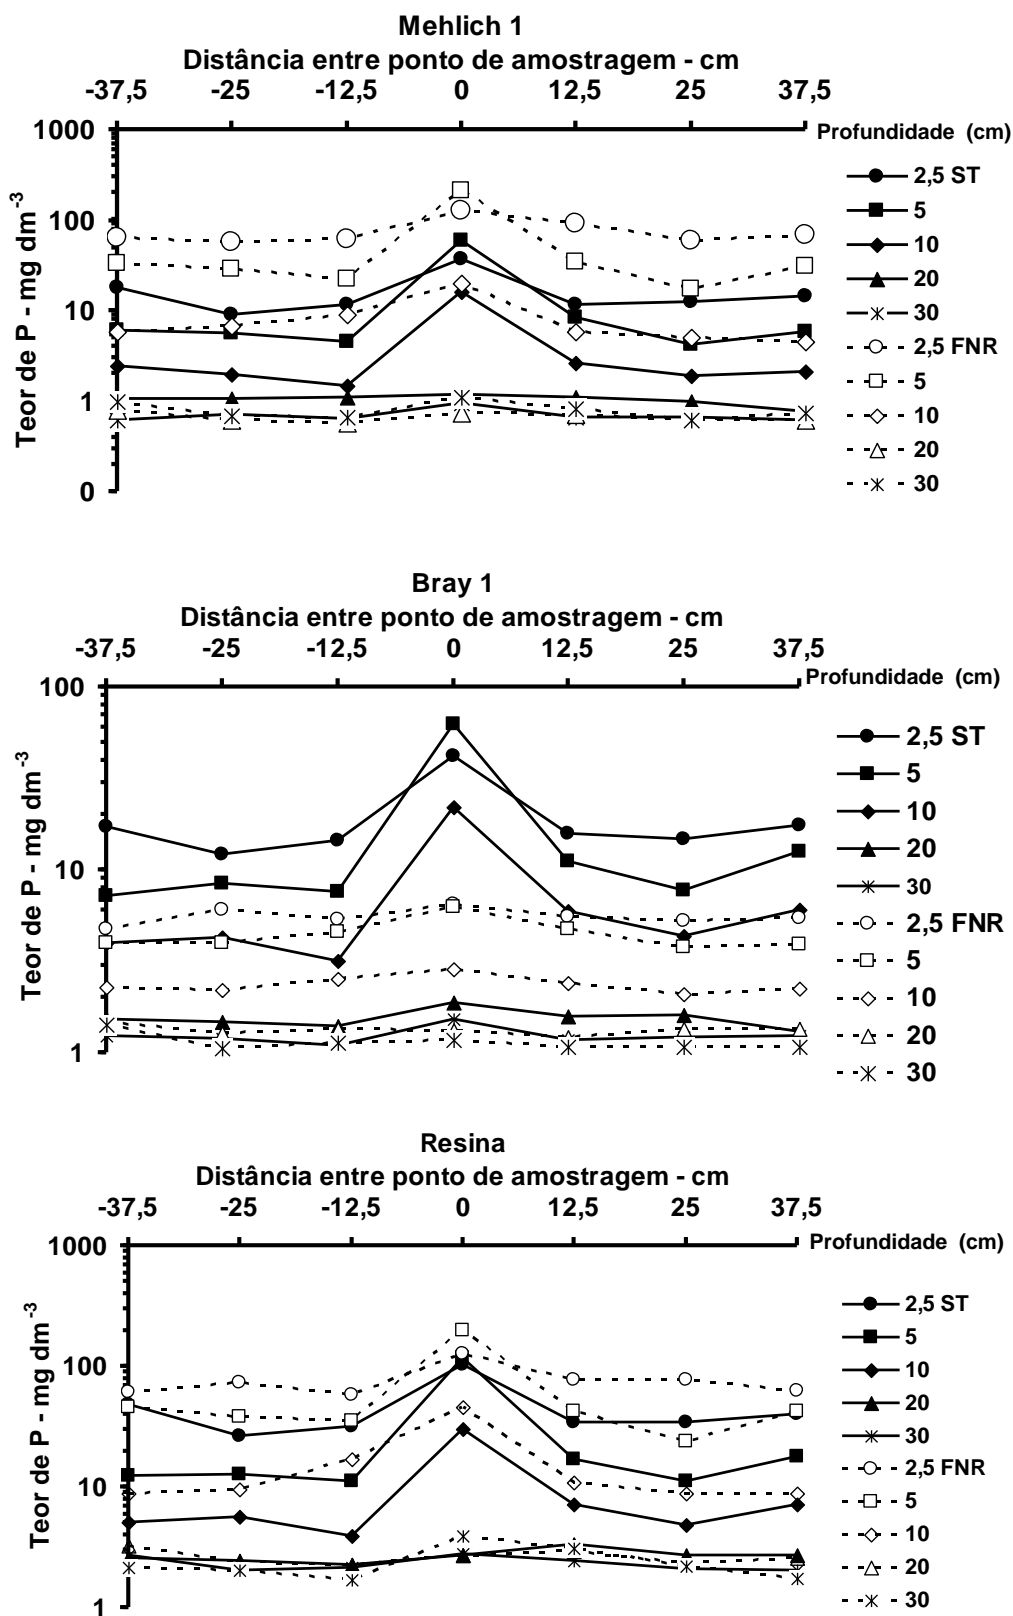 Mehlich 1
Distância entre ponto de amostragem - cm
-37,5 -25 -12,5 0 12,5 25 37,5
Profundidade (cm)
Teor de P - mg dm-3
1000
100
10
1
0
2,5 ST
5
10
20
30
2,5 FNR
5
10
20
30
Bray 1
Distância entre ponto de amostragem - cm
-37,5 -25 -12,5 0 12,5 25 37,5
Profundidade (cm)
Teor de P - mg dm-3
100
10
1
2,5 ST
5
10
20
30
2,5 FNR
5
10
20
30
Resina
Distância entre ponto de amostragem - cm
-37,5 -25 -12,5 0 12,5 25 37,5
Profundidade (cm)
Teor de P - mg dm-3
1000
100
10
1
2,5 ST
5
10
20
30
2,5 FNR
5
10
20
30